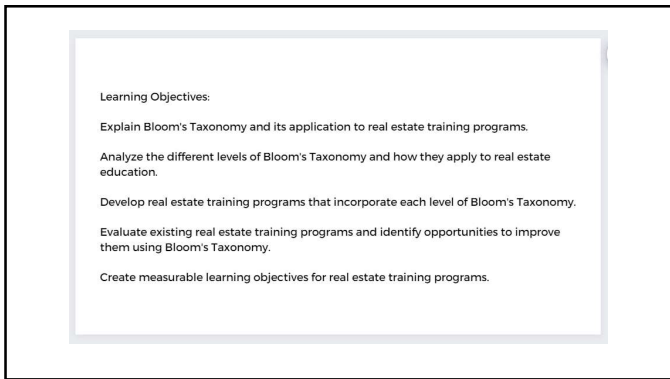 Learning Objectives:
Explain Bloom's Taxonomy and its application to real estate training programs.
Analyze the different levels of Bloom's Taxonomy and how they apply to real estate
education.
Develop real estate training programs that incorporate each level of Bloom's Taxonomy.
Evaluate existing real estate training programs and identify opportunities to improve
them using Bloom's Taxonomy.
Create measurable learning objectives for real estate training programs.